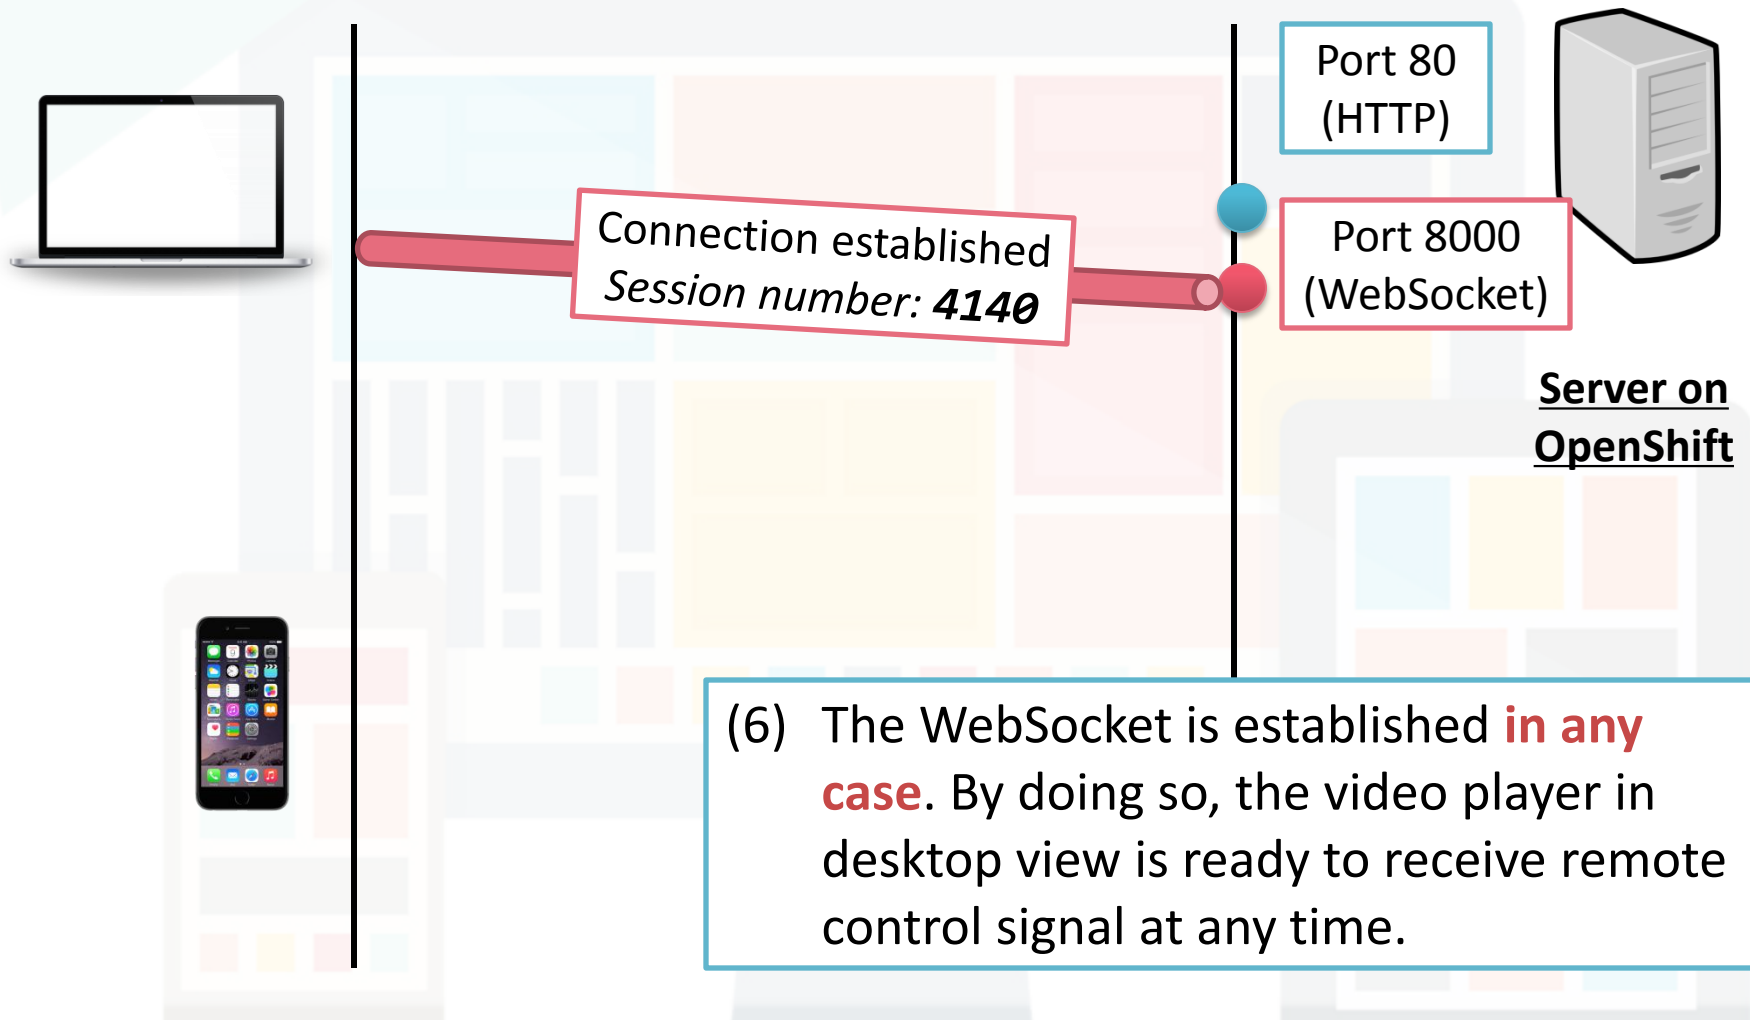 Port 80
(HTTP)
Connection established
Session number: 4140
Port 8000
(WebSocket)
Server on
OpenShift
(6) The WebSocket is established in any
case. By doing so, the video player in
desktop view is ready to receive remote
control signal at any time.